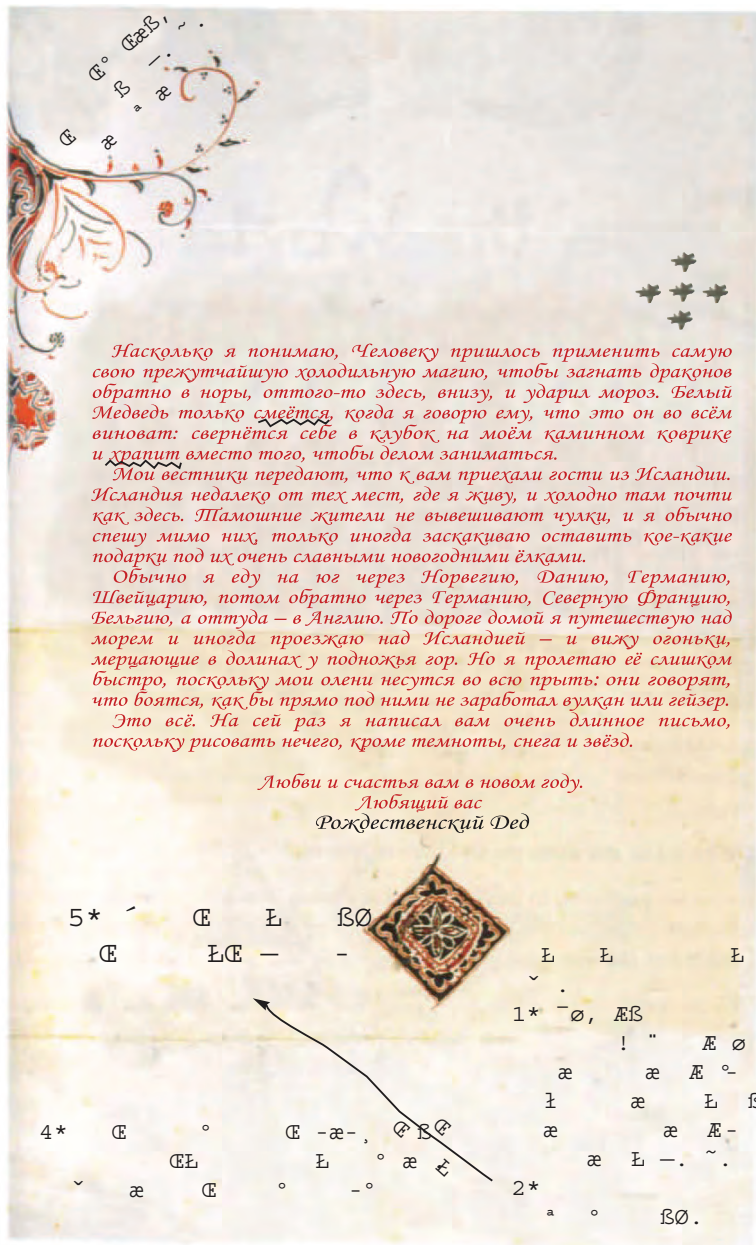 Насколько я понимаю, Человеку пришлось применить самую
свою прежутчайшую холодильную магию, чтобы загнать драконов
обратно в норы, оттого-то здесь, внизу, и ударил мороз. Белый
Медведь только смеётся, когда я говорю ему, что это он во всём
виноват: свернётся себе в клубок на моём каминном коврике
и храпит вместо того, чтобы делом заниматься.
Мои вестники передают, что к вам приехали гости из Исландии.
Исландия недалеко от тех мест, где я живу, и холодно там почти
как здесь. Тамошние жители не вывешивают чулки, и я обычно
спешу мимо них, только иногда заскакиваю оставить кое-какие
подарки под их очень славными новогодними ёлками.
Обычно я еду на юг через Норвегию, Данию, Германию,
Швейцарию, потом обратно через Германию, Северную Францию,
Бельгию, а оттуда – в Англию. По дороге домой я путешествую над
морем и иногда проезжаю над Исландией – и вижу огоньки,
мерцающие в долинах у подножья гор. Но я пролетаю её слишком
быстро, поскольку мои олени несутся во всю прыть: они говорят,
что боятся, как бы прямо под ними не заработал вулкан или гейзер.
Это всё. На сей раз я написал вам очень длинное письмо,
поскольку рисовать нечего, кроме темноты, снега и звёзд.
Любви и счастья вам в новом году.
Любящий вас
Рождественский Дед
5*
1*
4*
2*